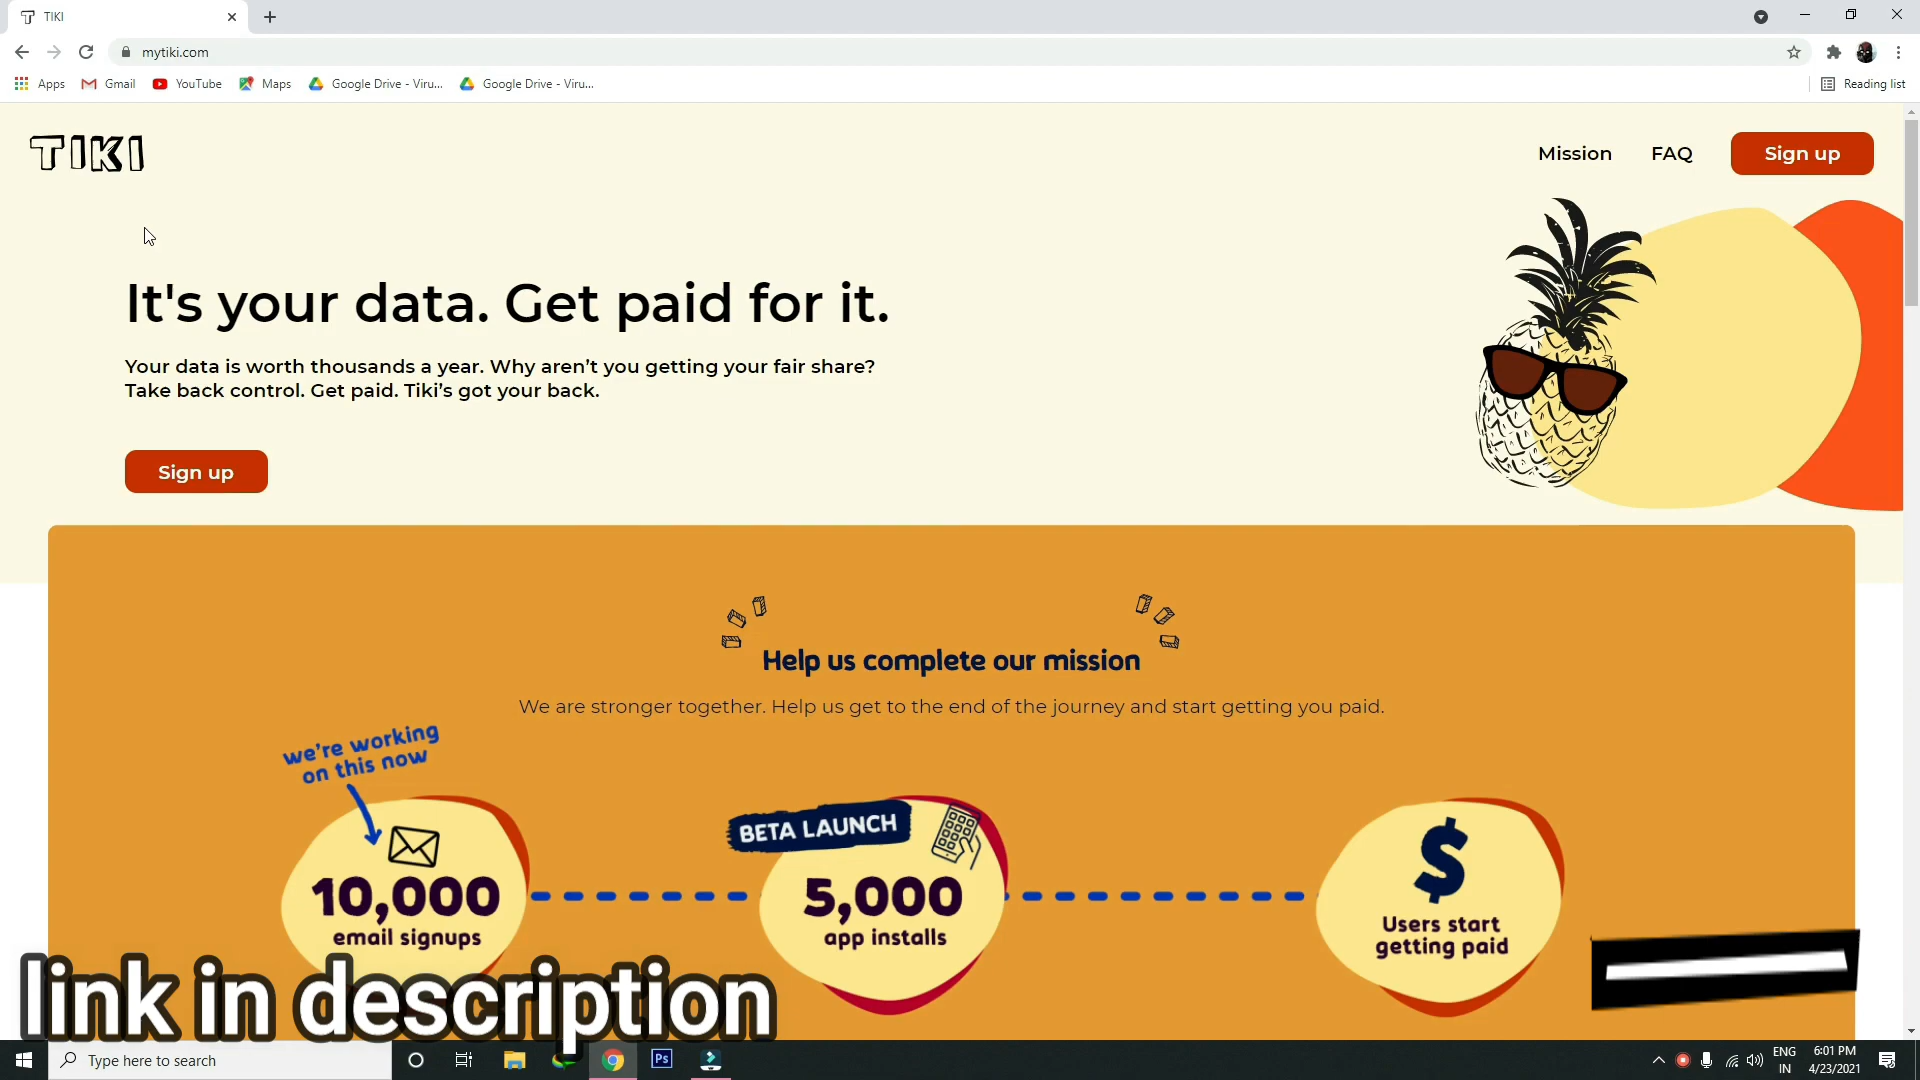 TIKI
mytiki.com
Apps
Gmail
YouTube
Maps
Google Drive - Viru...
Google Drive - Viru...
Reading list
TIKI
Mission
FAQ
Sign up
It's your data. Get paid for it.
Your data is worth thousands a year. Why aren’t you getting your fair share?
Take back control. Get paid. Tiki’s got your back.
Sign up
Help us complete our mission
We are stronger together. Help us get to the end of the journey and start getting you paid.
we're working
on this now
10,000
email signups
BETA LAUNCH
5,000
app installs
$
Users start
getting paid
link in description
Type here to search
Ps
ENG
IN
6:01 PM
4/23/2021